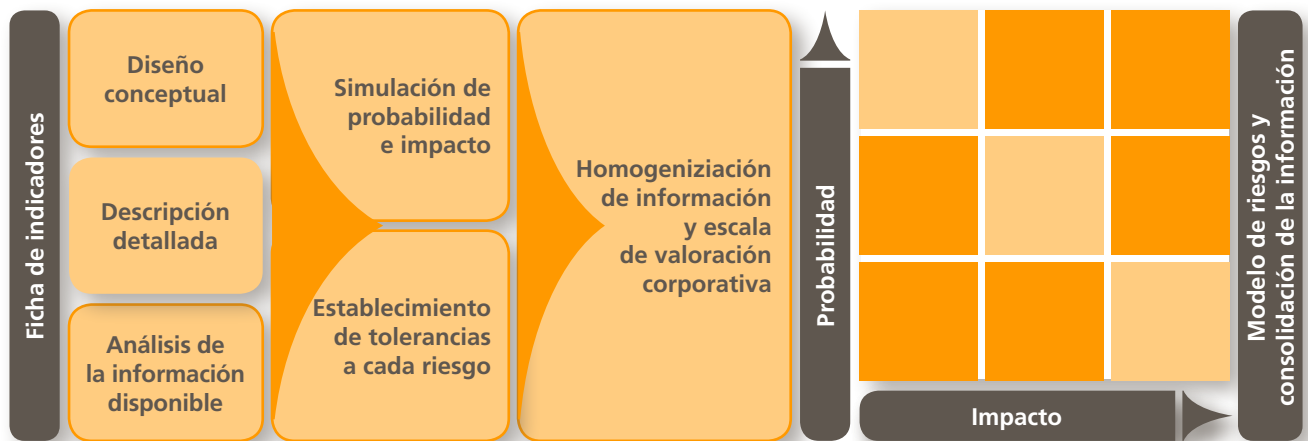 Ficha de indicadores
Diseño
conceptual
Descripción
detallada
Análisis de
la información
disponible
Simulación de
probabilidad
e impacto
Establecimiento
de tolerancias
a cada riesgo
Homogeniziación
de información
y escala
de valoración
corporativa
Probabilidad
Impacto
Modelo de riesgos y
consolidación de la información